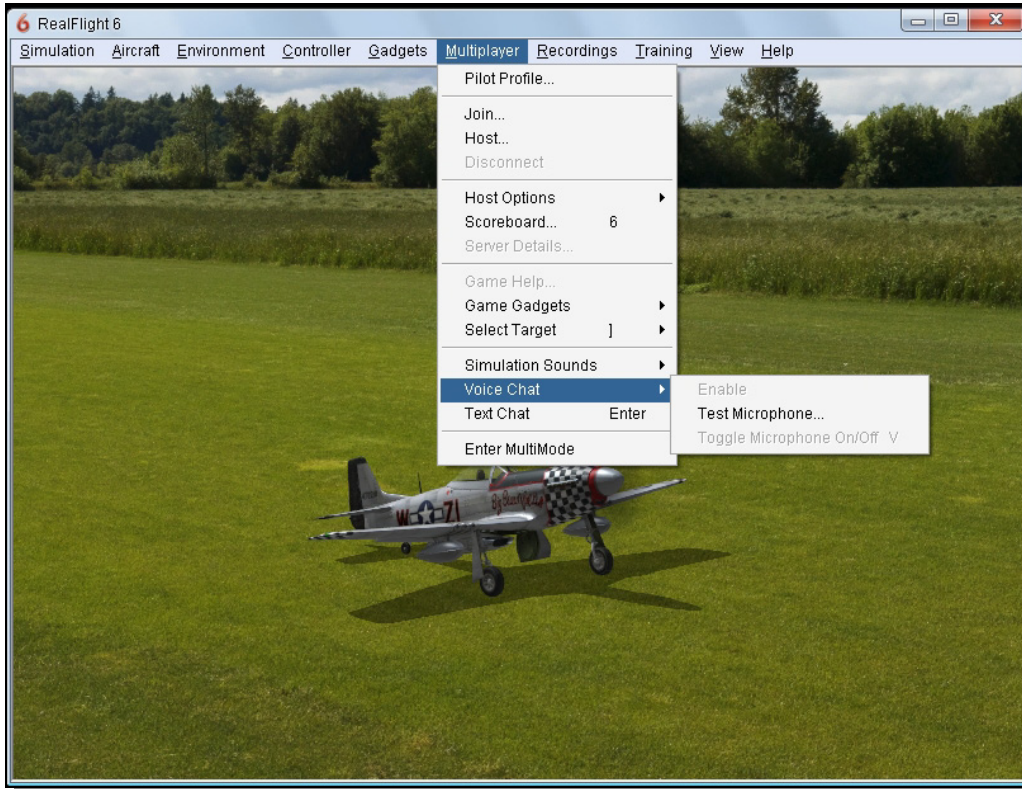 6 RealFlight 6
Simulation Aircraft Environment Controller Gadgets Multiplayer Recordings Training View Help
Pilot Profile...
Join...
Host...
Disconnect
Host Options
Scoreboard... 6
Server Details...
Game Help...
Game Gadgets
Select Target ]
Simulation Sounds
Voice Chat
Text Chat Enter
Enter MultiMode
Enable
Test Microphone...
Toggle Microphone On/Off V
W ZI